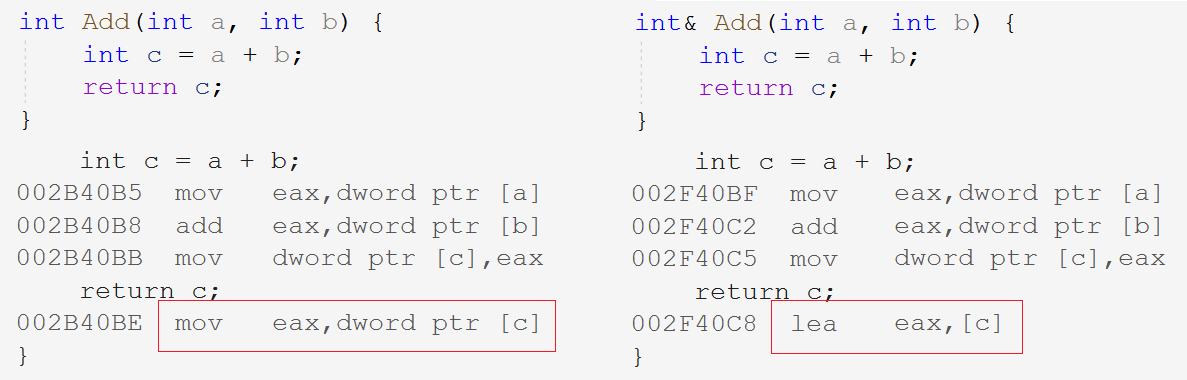 int Add(int a, int b) {
    int c = a + b;
    return c;
}
    int c = a + b;
002B40B5  mov   eax,dword ptr [a]
002B40B8  add   eax,dword ptr [b]
002B40BB  mov   dword ptr [c],eax
    return c;
002B40BE  mov   eax,dword ptr [c]
}
int& Add(int a, int b) {
    int c = a + b;
    return c;
}
    int c = a + b;
002F40BF  mov   eax,dword ptr [a]
002F40C2  add   eax,dword ptr [b]
002F40C5  mov   dword ptr [c],eax
    return c;
002F40C8  lea   eax,[c]
}